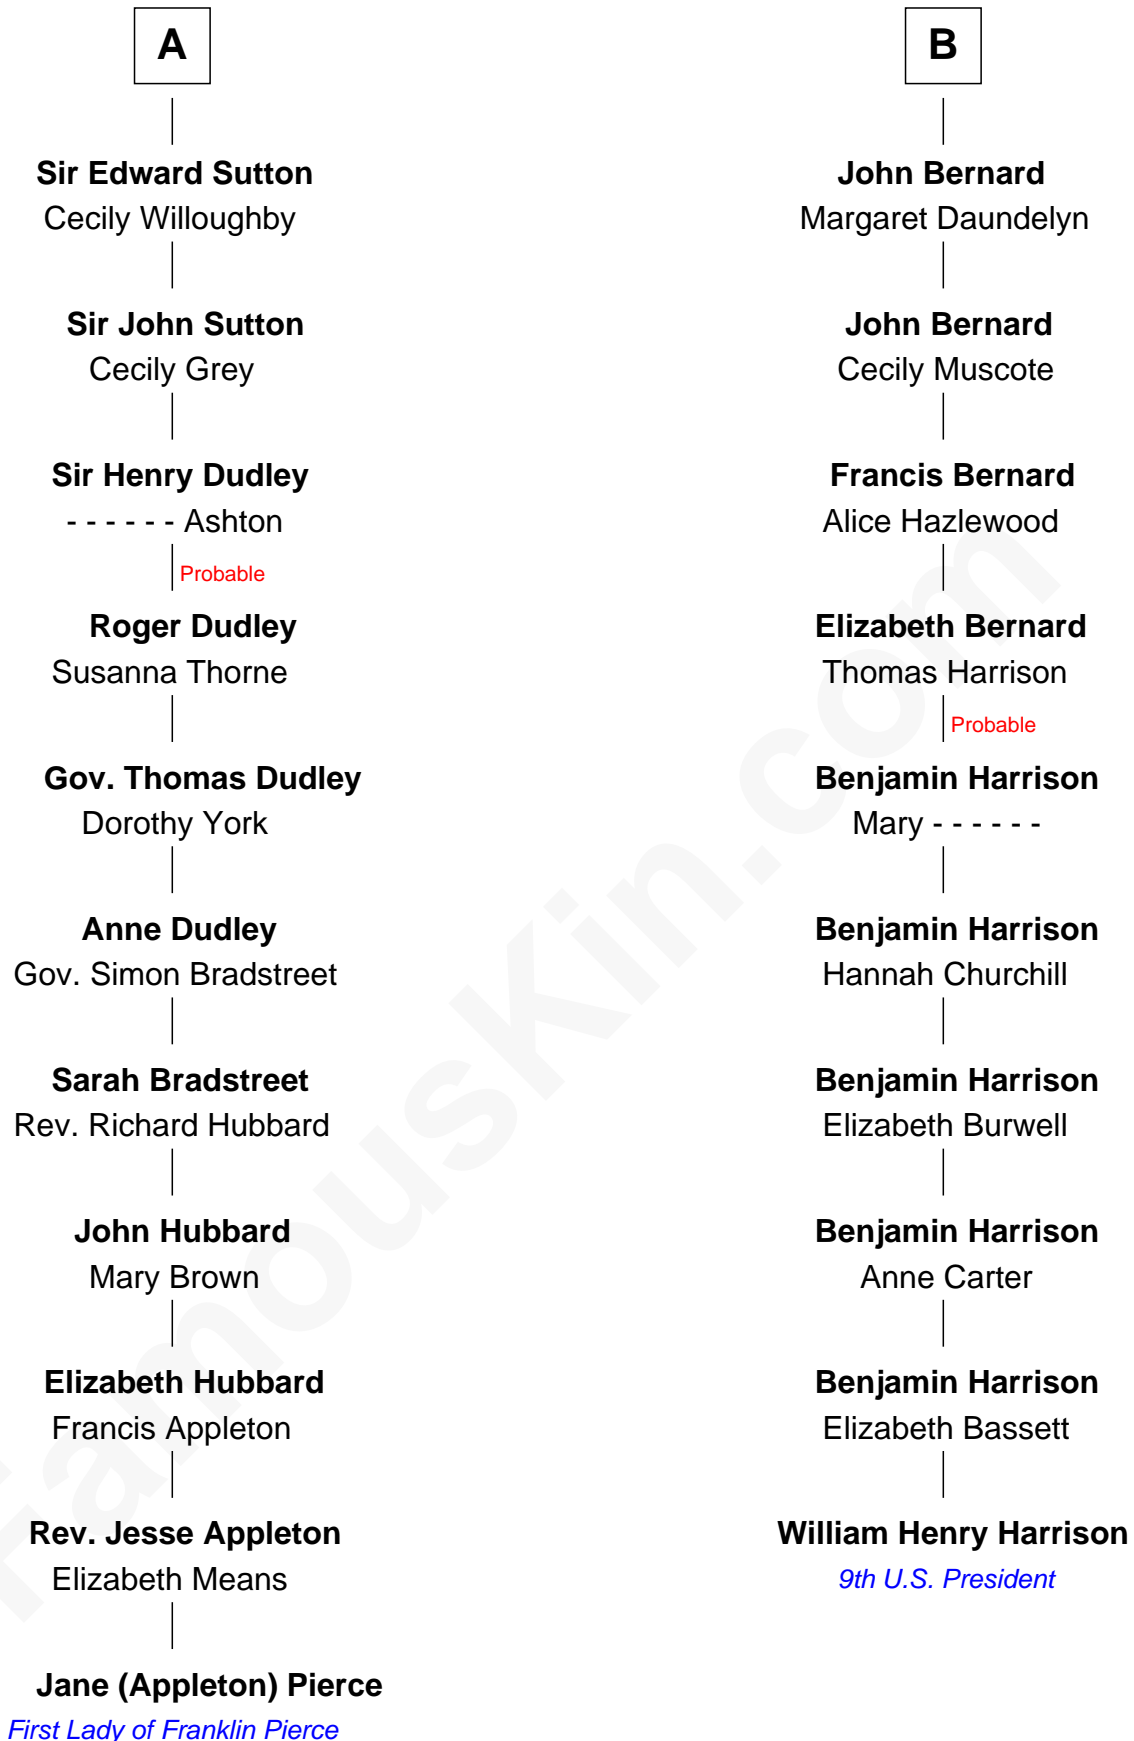 A
Sir Edward Sutton
Cecily Willoughby
Sir John Sutton
Cecily Grey
Sir Henry Dudley
- - - - - - Ashton
Probable
Roger Dudley
Susanna Thorne
Gov. Thomas Dudley
Dorothy York
Anne Dudley
Gov. Simon Bradstreet
Sarah Bradstreet
Rev. Richard Hubbard
John Hubbard
Mary Brown
Elizabeth Hubbard
Francis Appleton
Rev. Jesse Appleton
Elizabeth Means
Jane (Appleton) Pierce
First Lady of Franklin Pierce
B
John Bernard
Margaret Daundelyn
John Bernard
Cecily Muscote
Francis Bernard
Alice Hazlewood
Elizabeth Bernard
Thomas Harrison
Probable
Benjamin Harrison
Mary - - - - - -
Benjamin Harrison
Hannah Churchill
Benjamin Harrison
Elizabeth Burwell
Benjamin Harrison
Anne Carter
Benjamin Harrison
Elizabeth Bassett
William Henry Harrison
9th U.S. President
FamousKin.com